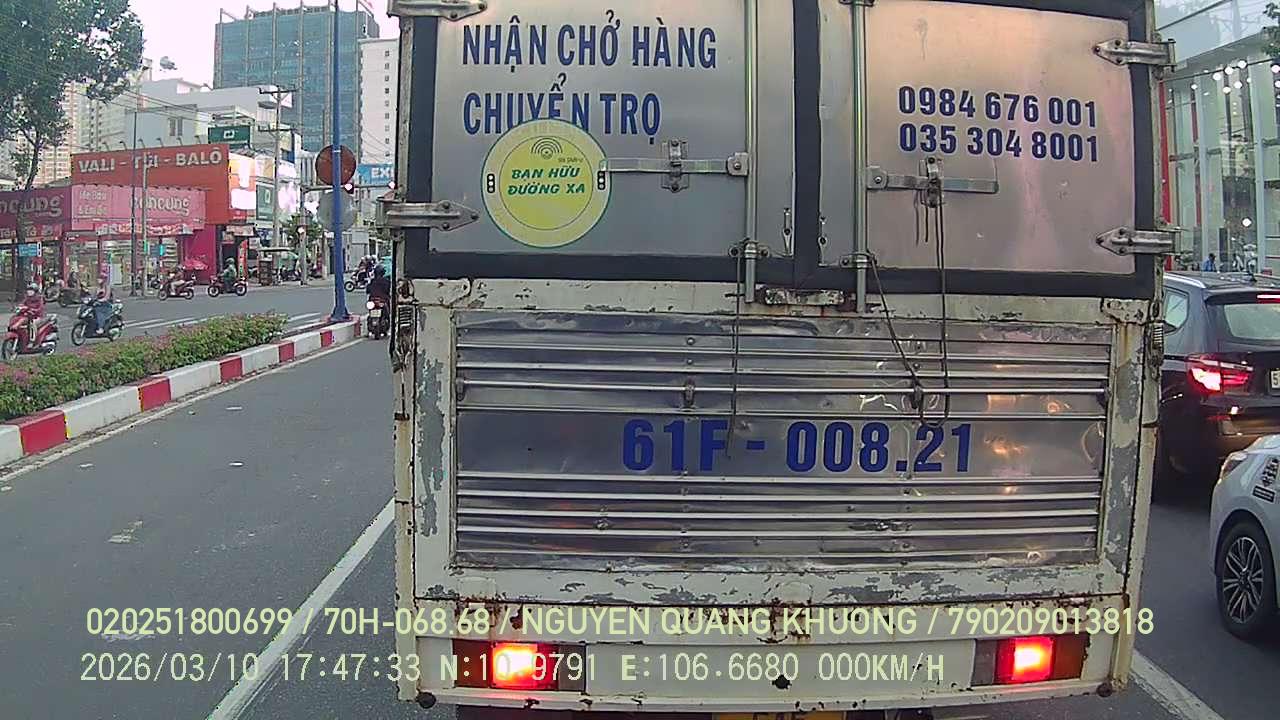 NHẬN CHỞ HÀNG
CHUYỂN TRỌ
0984 676 001
035 304 8001
BẠN HỮU
ĐƯỜNG XA
VALI - TÚI - BALO
concung
61F - 008.21
020251800699 / 70H-068.68 / NGUYEN QUANG KHUONG / 790209013818
2026/03/10 17:47:33 N:10.9791 E:106.6680 000KM/H